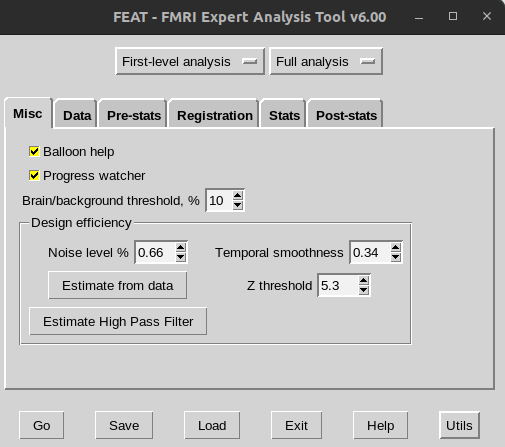 FEAT - FMRI Expert Analysis Tool v6.00
First-level analysis Full analysis
Misc Data Pre-stats Registration Stats Post-stats
Balloon help
Progress watcher
Brain/background threshold, % 10
Design efficiency
Noise level % 0.66 Temporal smoothness 0.34
Estimate from data Z threshold 5.3
Estimate High Pass Filter
Go Save Load Exit Help Utils